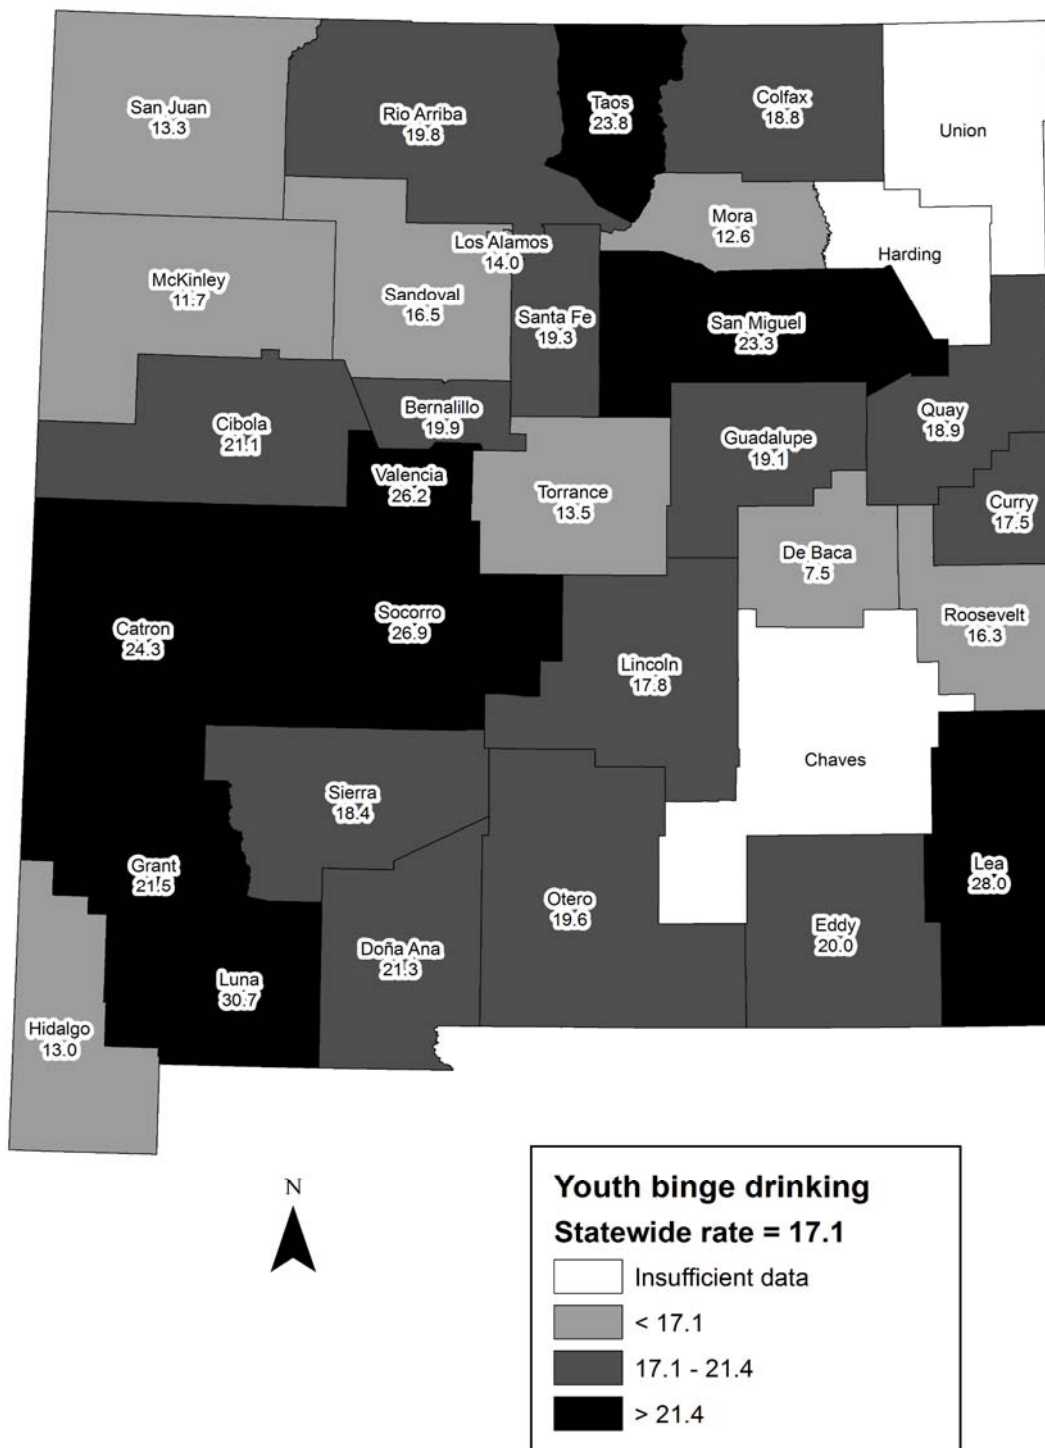 San Juan
13.3
Rio Arriba
19.8
Taos
23.8
Colfax
18.8
Union
Mora
12.6
Harding
Los Alamos
14.0
McKinley
11.7
Sandoval
16.5
Santa Fe
19.3
San Miguel
23.3
Bernalillo
19.9
Cibola
21.1
Guadalupe
19.1
Quay
18.9
Valencia
26.2
Torrance
13.5
Curry
17.5
De Baca
7.5
Roosevelt
16.3
Catron
24.3
Socorro
26.9
Lincoln
17.8
Chaves
Sierra
18.4
Grant
21.5
Lea
28.0
Otero
19.6
Eddy
20.0
Doña Ana
21.3
Luna
30.7
Hidalgo
13.0
N
Youth binge drinking
Statewide rate = 17.1
Insufficient data
< 17.1
17.1 - 21.4
> 21.4